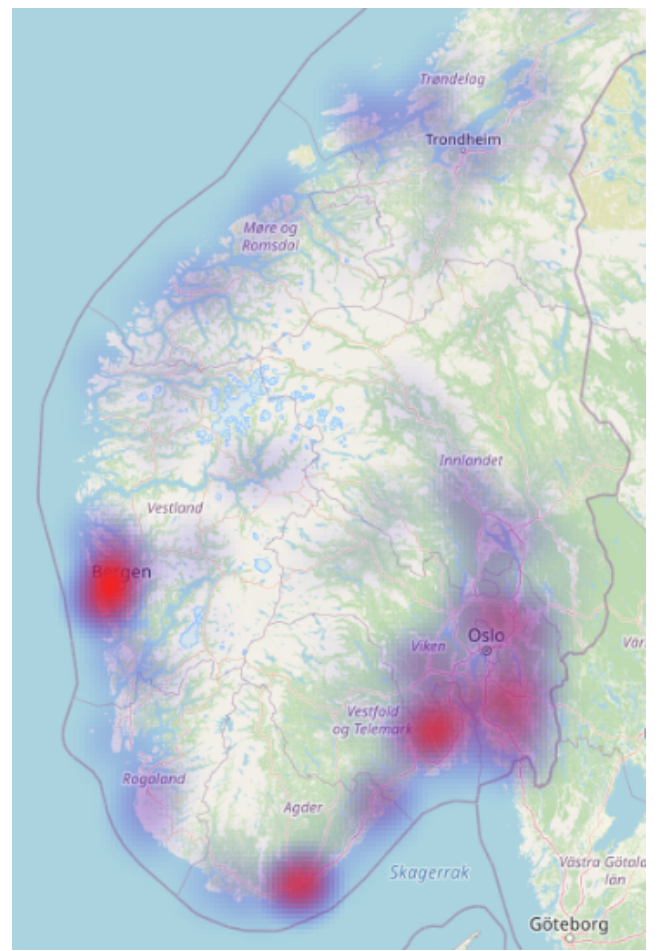 Trøndelag
Trondheim
Møre og
Romsdal
Innlandet
Vestland
Bergen
Oslo
Viken
Vestfold
og Telemark
Rogaland
Agder
Skagerrak
Västra Götala
län
Göteborg
Vär